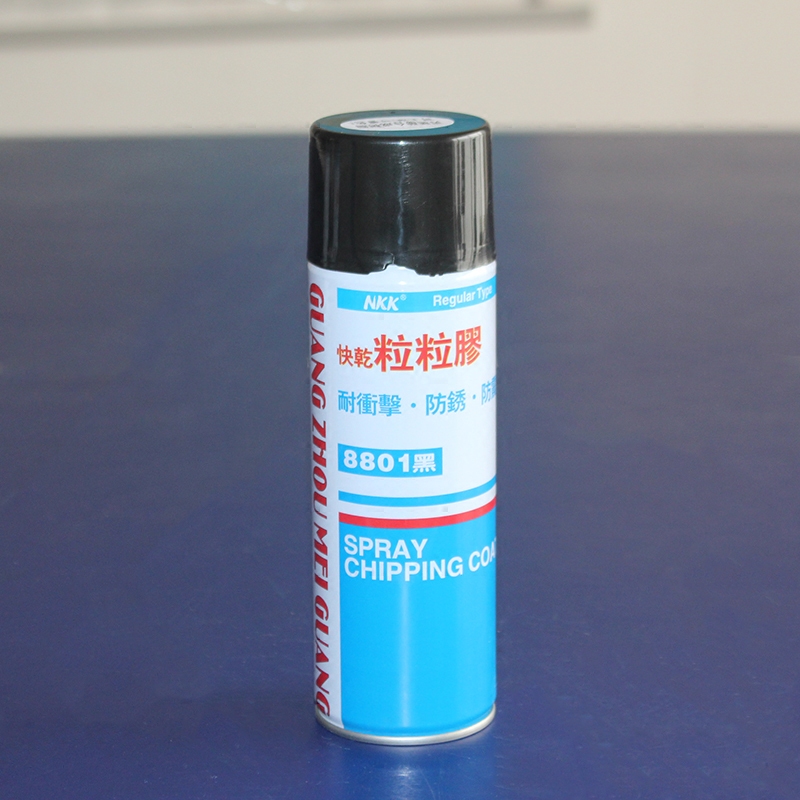 NKK® Regular Type
快乾粒粒膠
耐衝擊・防銹・防
8801黑
SPRAY
CHIPPING COA
GUANG ZHOU MEI GUANG